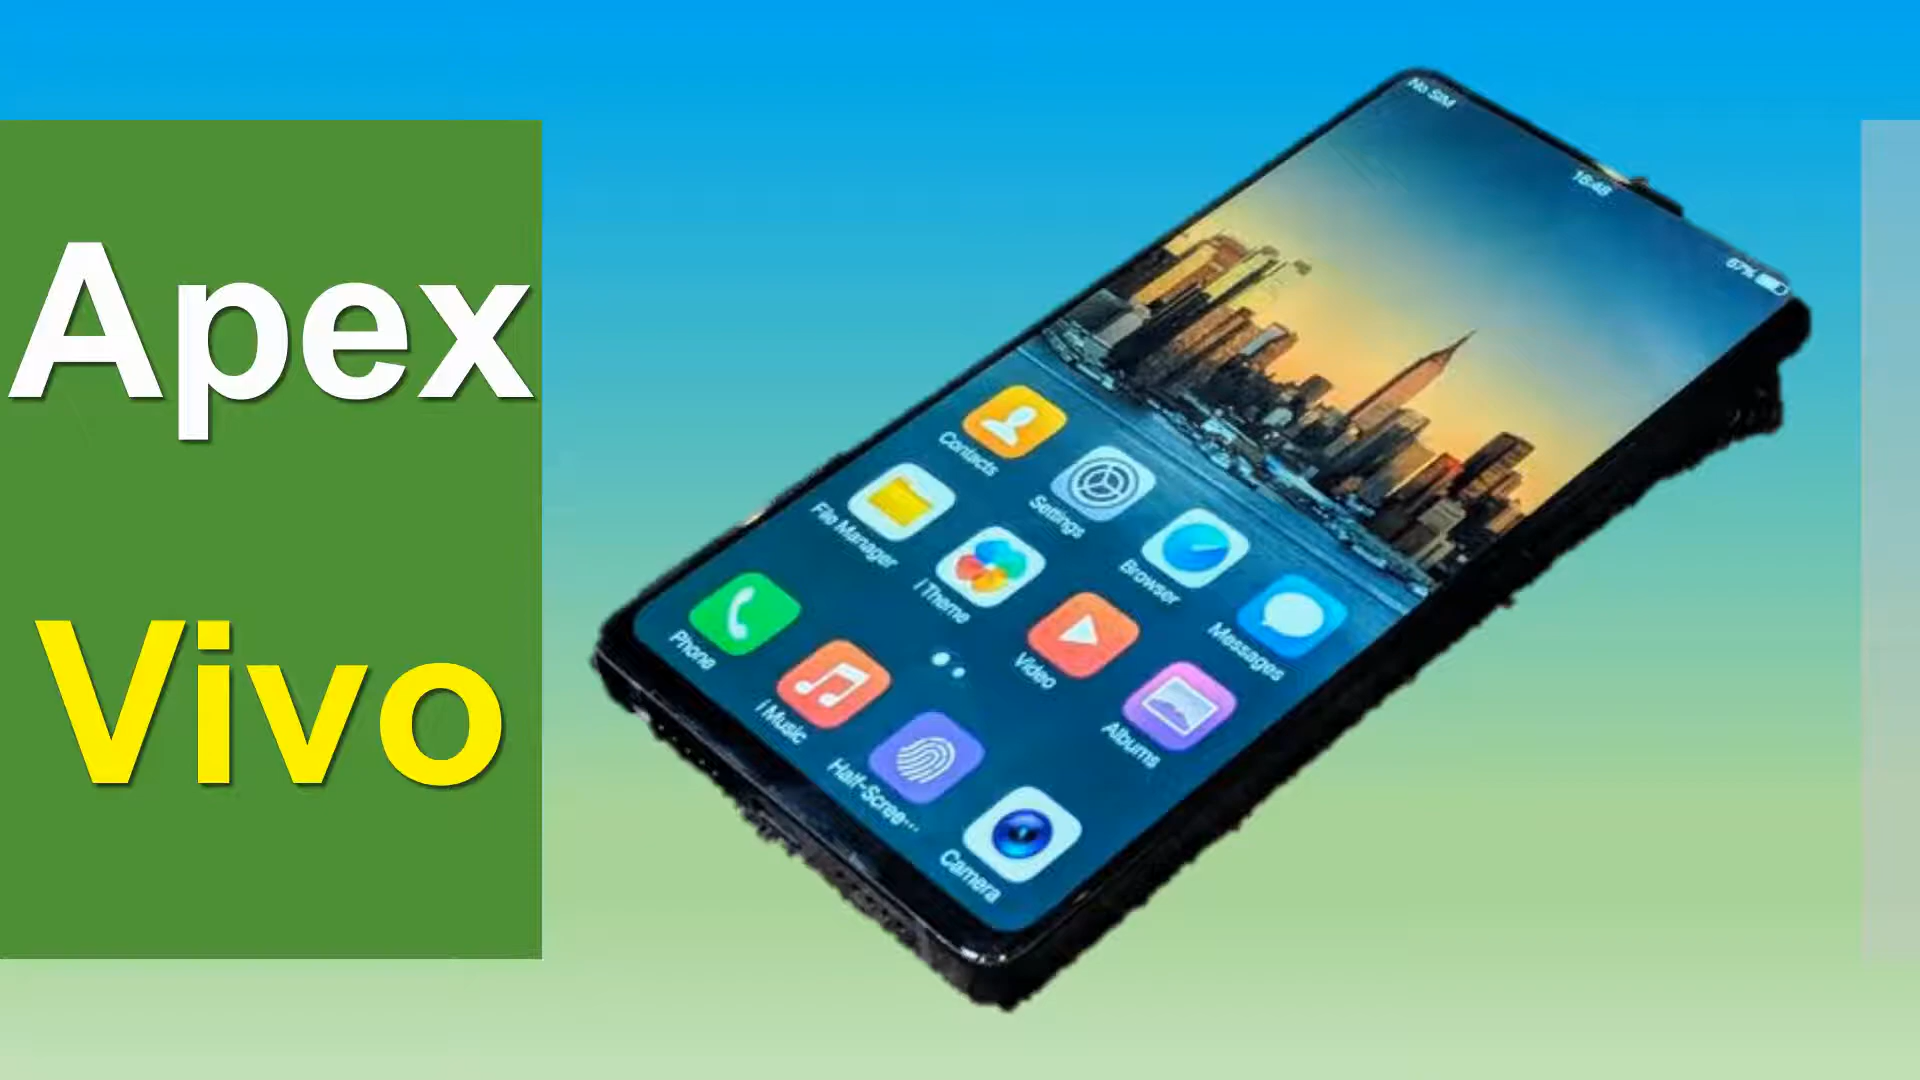 Apex
Vivo
No SIM
16:48
67%
Contacts
Settings
Browser
Messages
File Manager
i Theme
Video
Albums
Phone
i Music
Half-Scree...
Camera